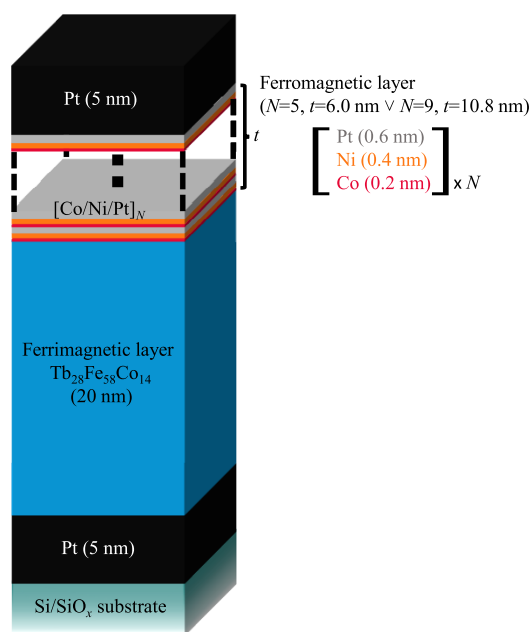 Pt (5 nm)
Ferromagnetic layer
(N=5, t=6.0 nm ∨ N=9, t=10.8 nm)
t
Pt (0.6 nm)
Ni (0.4 nm)
Co (0.2 nm)
x N
[Co/Ni/Pt]N
Ferrimagnetic layer
Tb28Fe58Co14
(20 nm)
Pt (5 nm)
Si/SiOx substrate